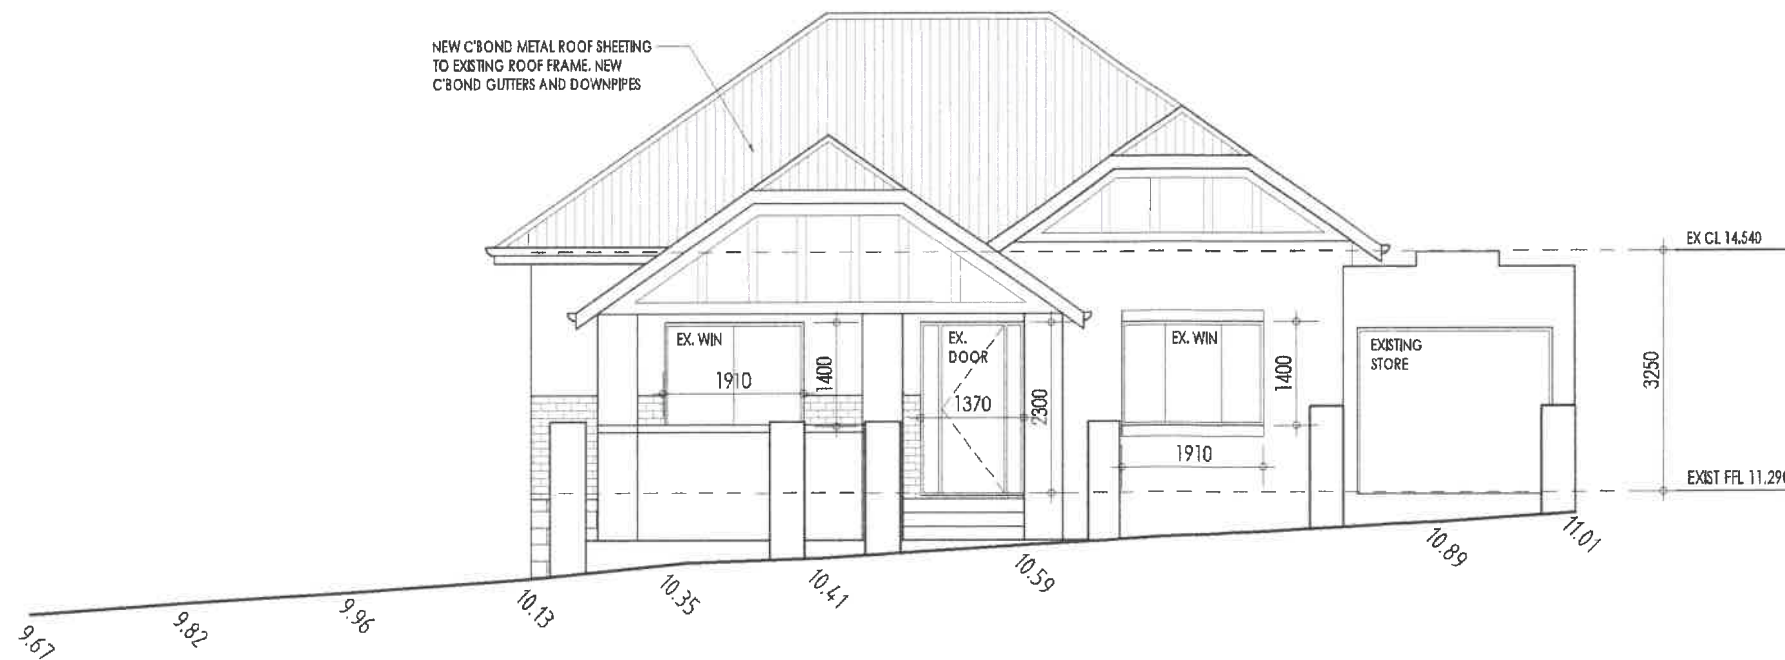 NEW C'BOND METAL ROOF SHEETING
TO EXISTING ROOF FRAME. NEW
C'BOND GUTTERS AND DOWNPIPES
EX CL 14.540
EX. WIN
1910
1400
EX.
DOOR
1370
2300
EX. WIN
1400
1910
EXISTING
STORE
3250
EXIST FFL 11.290
9.67
9.82
9.96
10.13
10.35
10.41
10.59
10.89
11.01